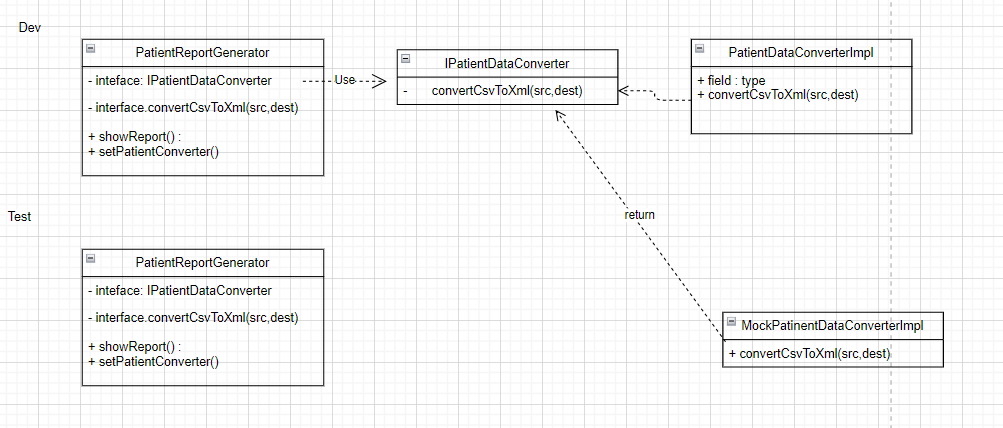 Dev
PatientReportGenerator
- inteface: IPatientDataConverter
- interface.convertCsvToXml(src,dest)
+ showReport() :
+ setPatientConverter()
Use
IPatientDataConverter
- convertCsvToXml(src,dest)
PatientDataConverterImpl
+ field : type
+ convertCsvToXml(src,dest)
return
Test
PatientReportGenerator
- inteface: IPatientDataConverter
- interface.convertCsvToXml(src,dest)
+ showReport() :
+ setPatientConverter()
MockPatinentDataConverterImpl
+ convertCsvToXml(src,dest)